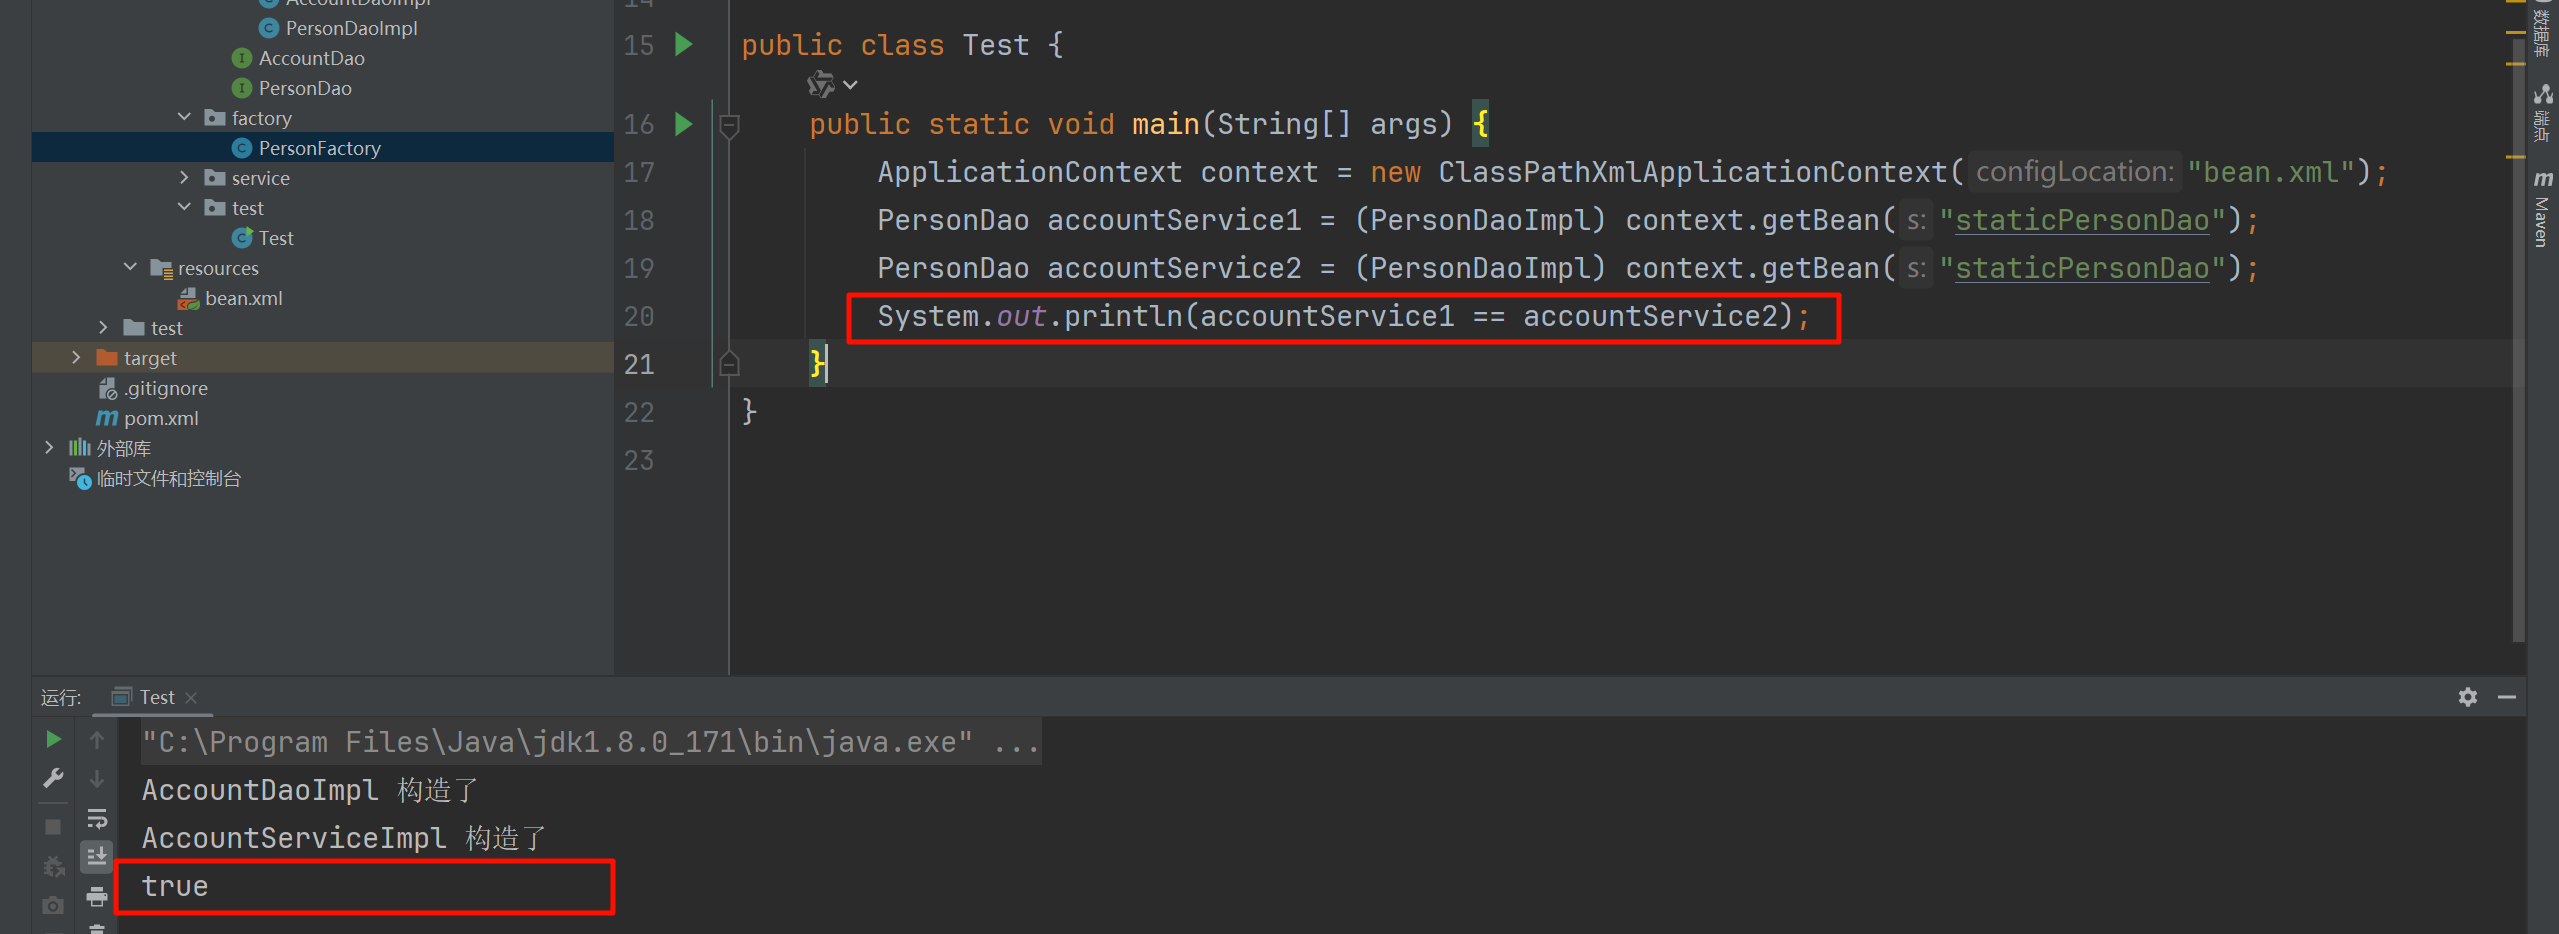 AccountDaoImpl
PersonDaoImpl
AccountDao
PersonDao
factory
PersonFactory
service
test
Test
resources
bean.xml
test
target
.gitignore
pom.xml
外部库
临时文件和控制台
14
15 public class Test {
16 public static void main(String[] args) {
17 ApplicationContext context = new ClassPathXmlApplicationContext( configLocation: "bean.xml");
18 PersonDao accountService1 = (PersonDaoImpl) context.getBean( s: "staticPersonDao");
19 PersonDao accountService2 = (PersonDaoImpl) context.getBean( s: "staticPersonDao");
20 System.out.println(accountService1 == accountService2);
21 }
22 }
23
数据库
端点
Maven
运行: Test
"C:\Program Files\Java\jdk1.8.0_171\bin\java.exe" ...
AccountDaoImpl 构造了
AccountServiceImpl 构造了
true